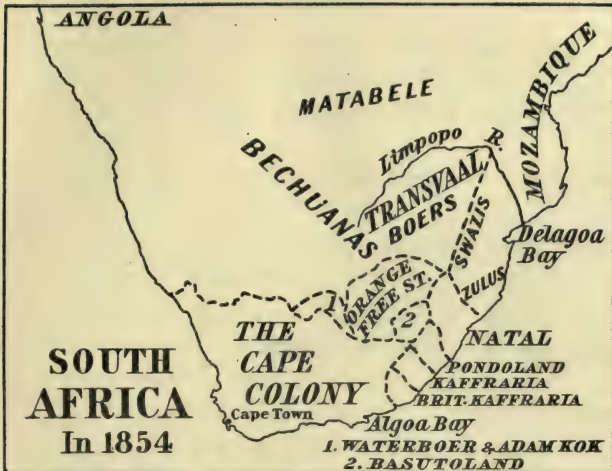 ANGOLA
MATABELE
MOZAMBIQUE
BECHUANAS
Limpopo R.
TRANSVAAL
BOERS
SWAZIS
Delagoa
Bay
ORANGE
FREE ST.
ZULUS
1
2
THE
CAPE
COLONY
NATAL
PONDOLAND
KAFFRARIA
BRIT. KAFFRARIA
SOUTH
AFRICA
In 1854
Cape Town
Algoa Bay
1. WATERBOER & ADAM KOK
2. BASUTOLAND